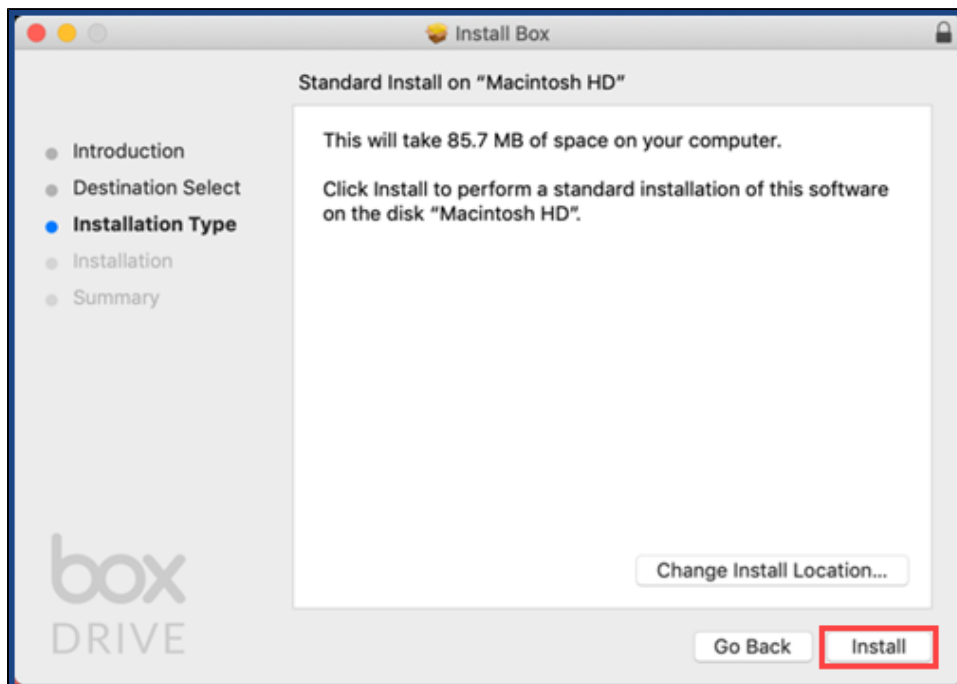 Install Box
Standard Install on “Macintosh HD”
Introduction
Destination Select
Installation Type
Installation
Summary
This will take 85.7 MB of space on your computer.
Click Install to perform a standard installation of this software
on the disk “Macintosh HD”.
Change Install Location...
box
DRIVE
Go Back
Install